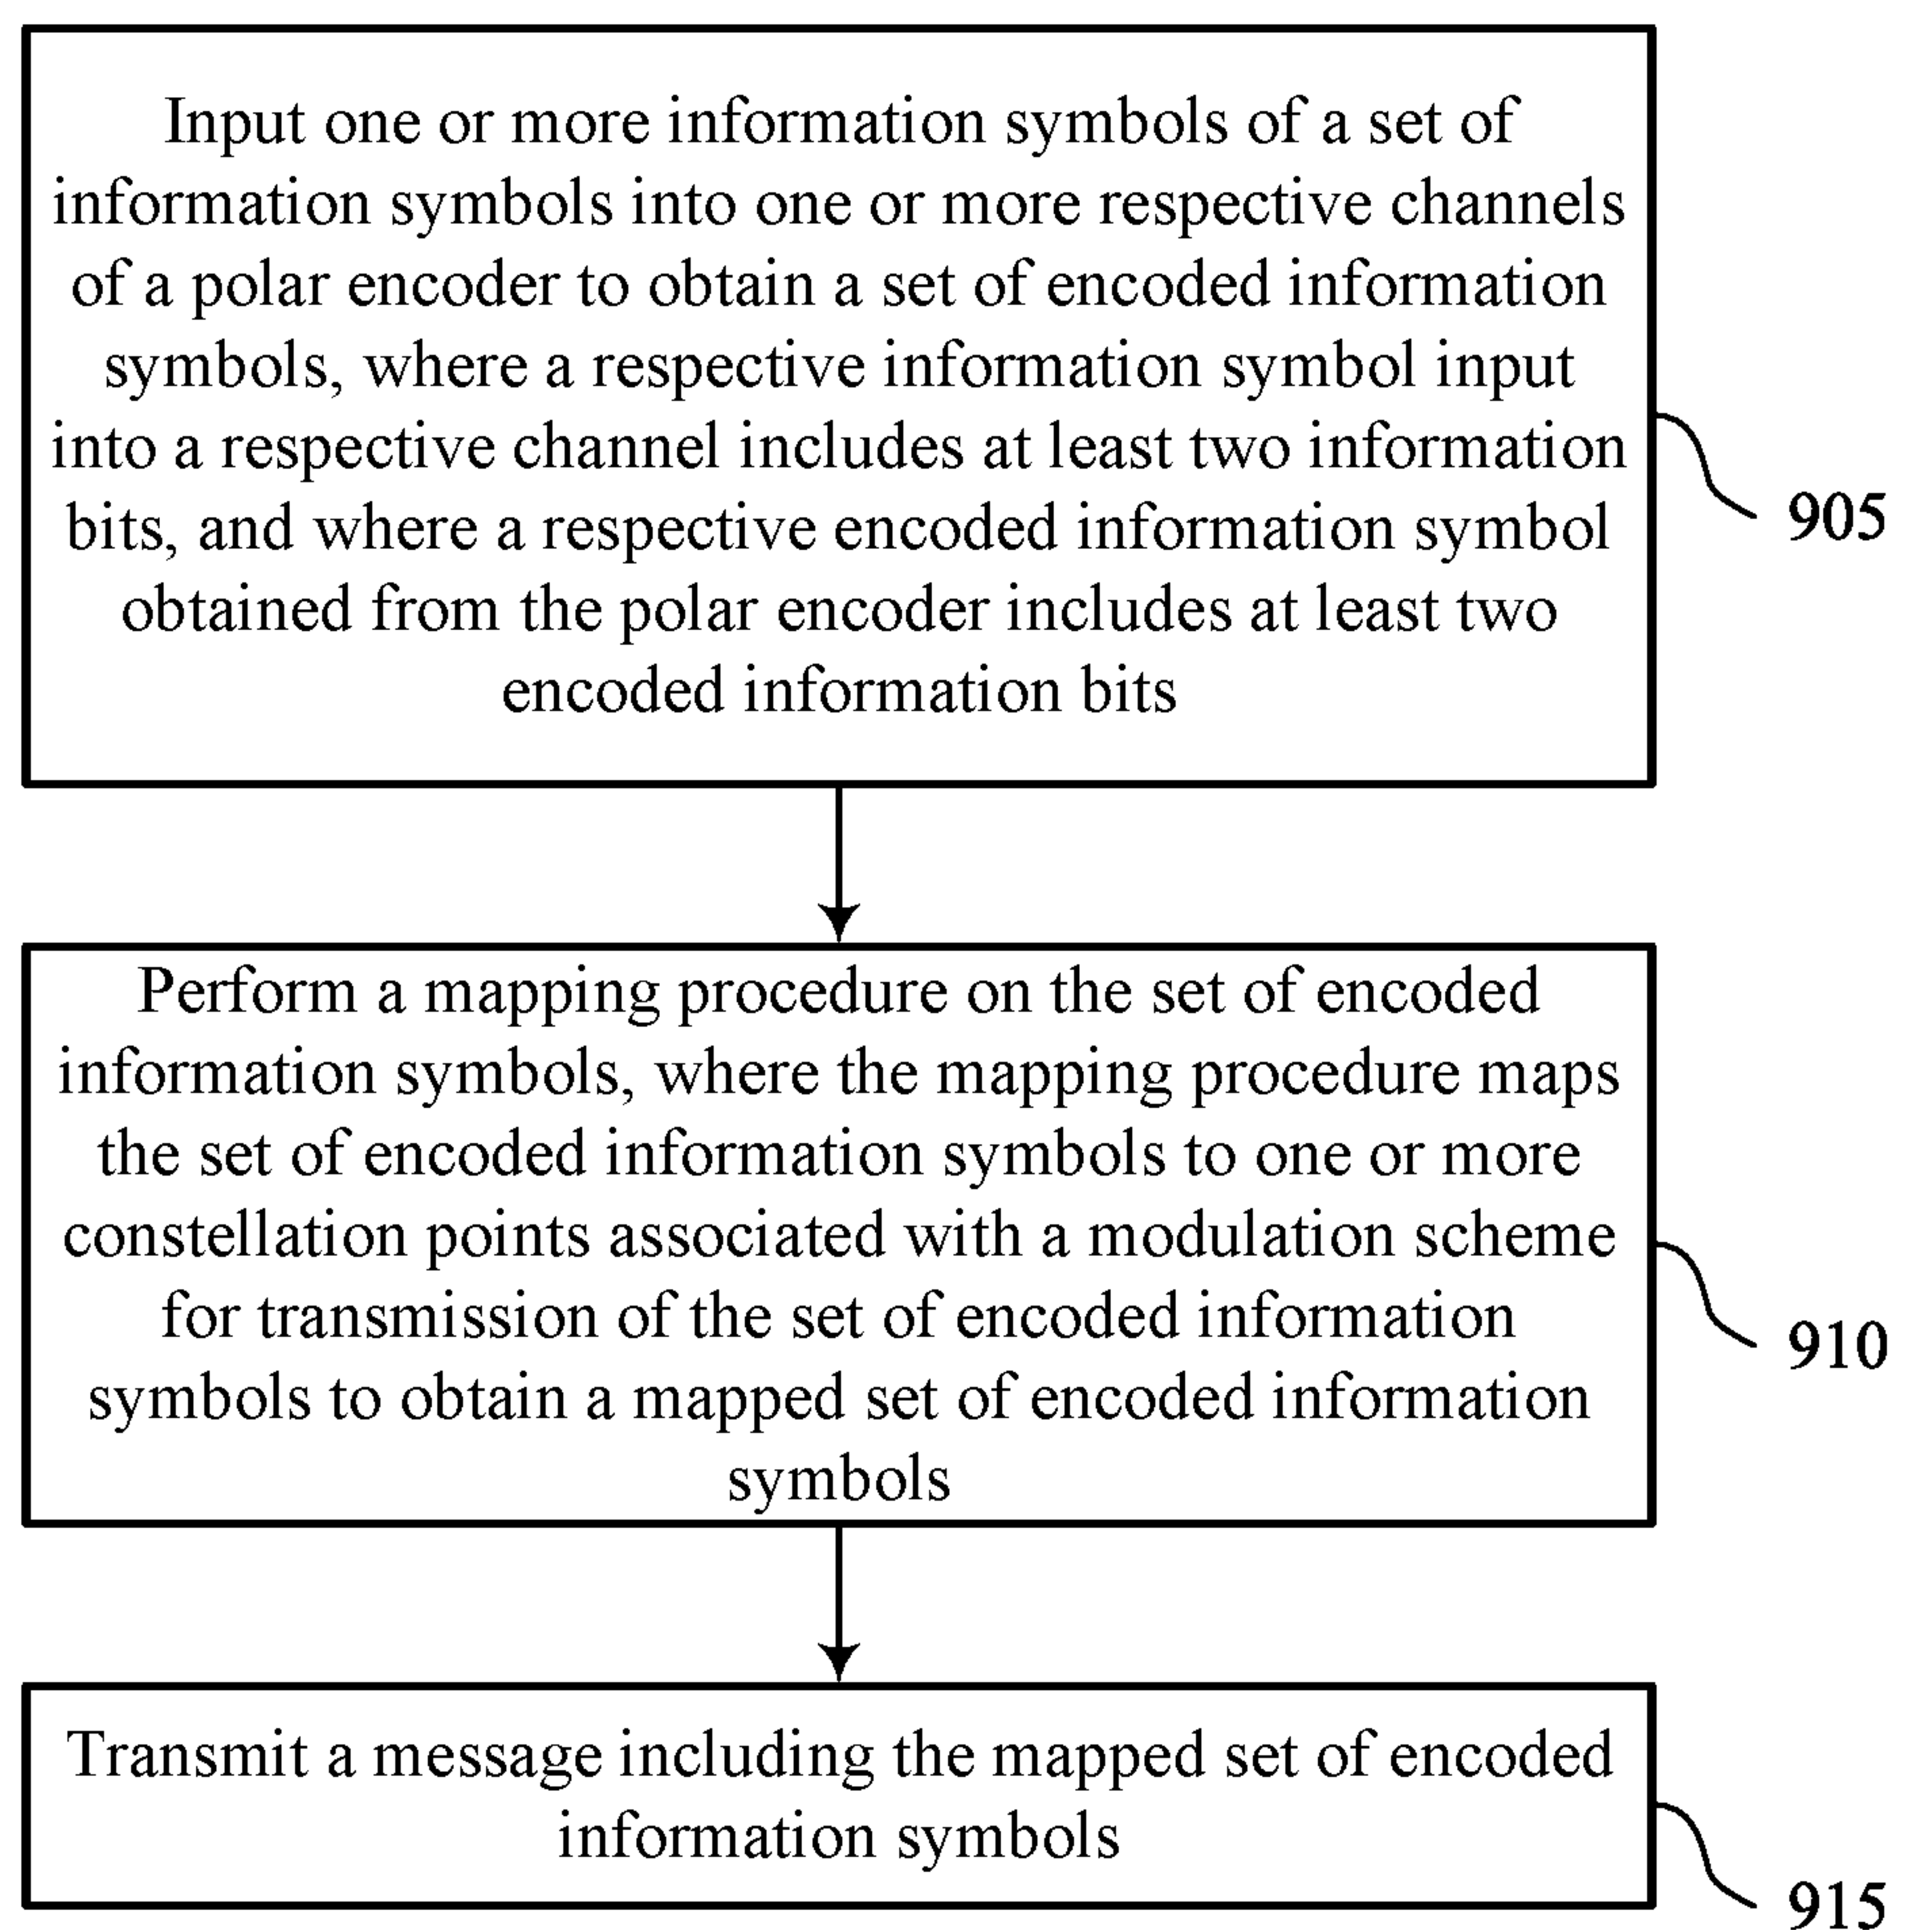 Input one or more information symbols of a set of
information symbols into one or more respective channels
of a polar encoder to obtain a set of encoded information
symbols, where a respective information symbol input
into a respective channel includes at least two information
bits, and where a respective encoded information symbol
obtained from the polar encoder includes at least two
encoded information bits
905
Perform a mapping procedure on the set of encoded
information symbols, where the mapping procedure maps
the set of encoded information symbols to one or more
constellation points associated with a modulation scheme
for transmission of the set of encoded information
symbols to obtain a mapped set of encoded information
symbols
910
Transmit a message including the mapped set of encoded
information symbols
915